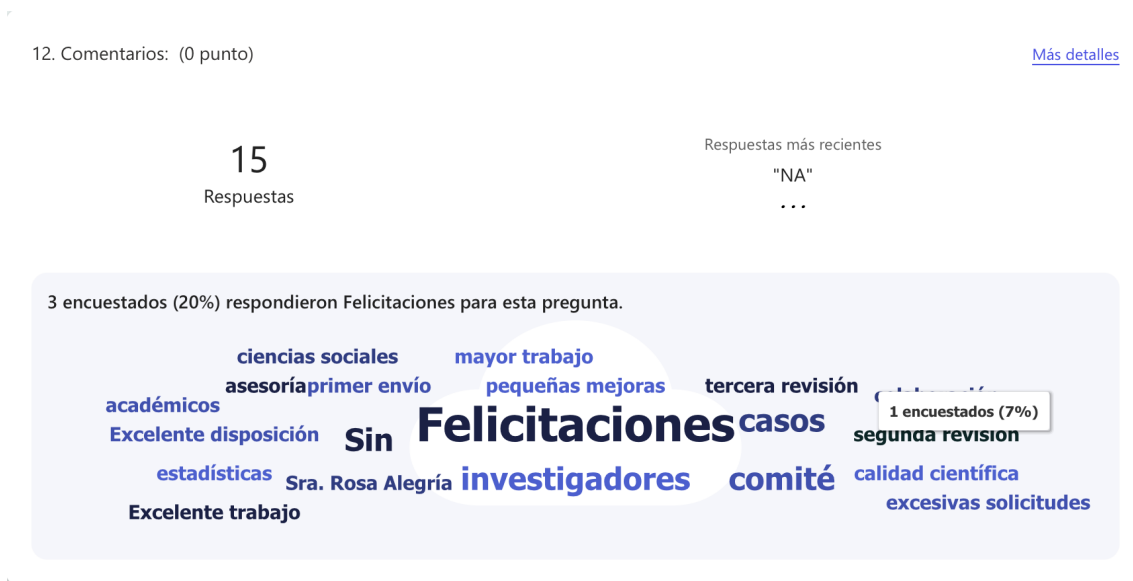 12. Comentarios: (0 punto)
Más detalles
15
Respuestas
Respuestas más recientes
"NA"
...
3 encuestados (20%) respondieron Felicitaciones para esta pregunta.
ciencias sociales mayor trabajo
asesoría primer envío pequeñas mejoras tercera revisión
académicos
1 encuestados (7%)
Felicitaciones casos
Excelente disposición Sin segunda revisión
estadísticas Sra. Rosa Alegría investigadores comité calidad científica
excesivas solicitudes
Excelente trabajo